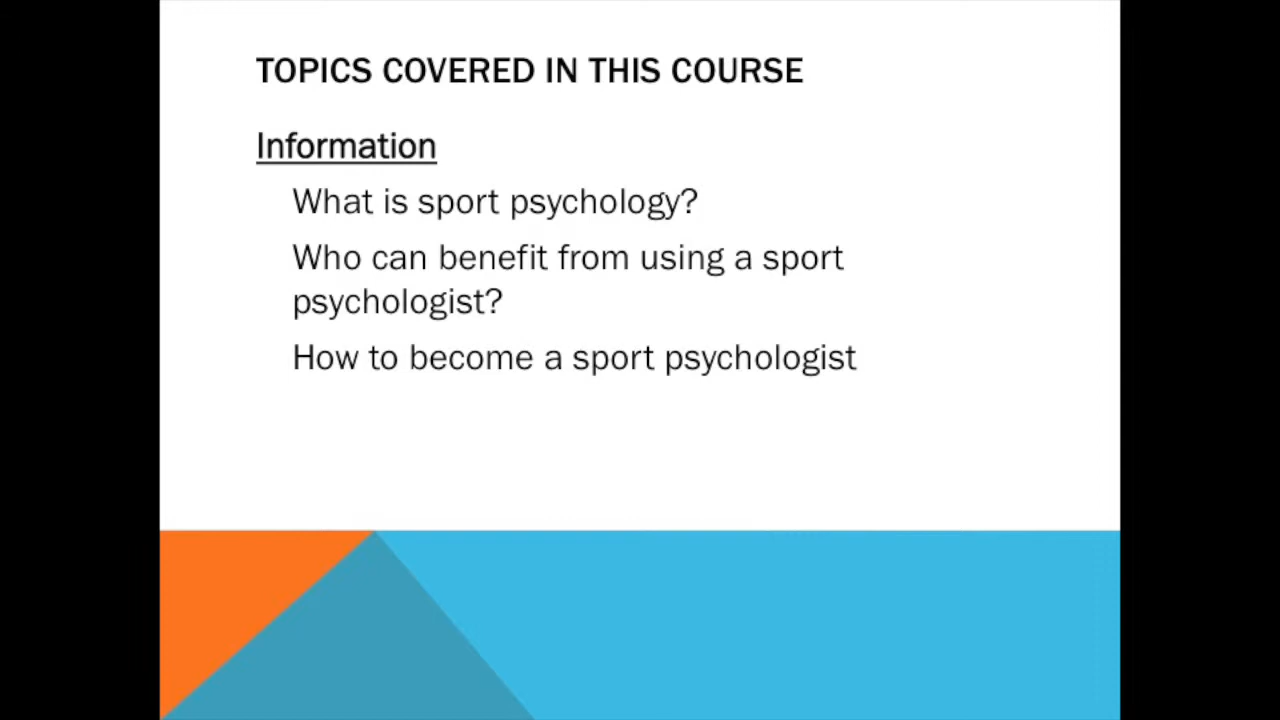 TOPICS COVERED IN THIS COURSE
Information
What is sport psychology?
Who can benefit from using a sport
psychologist?
How to become a sport psychologist